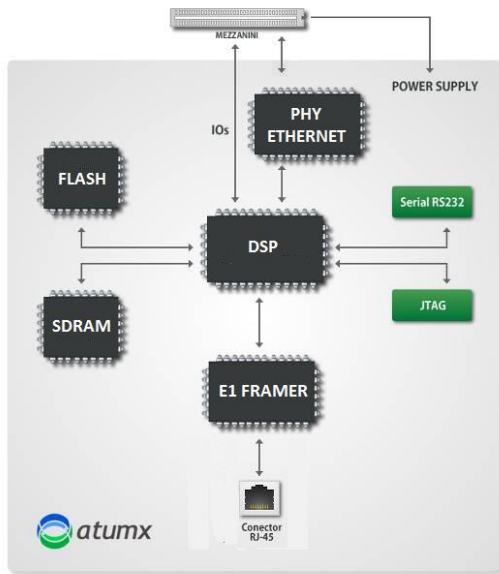 MEZZANINI
POWER SUPPLY
IOs
PHY
ETHERNET
FLASH
DSP
Serial RS232
JTAG
SDRAM
E1 FRAMER
Conector
RJ-45
atumx